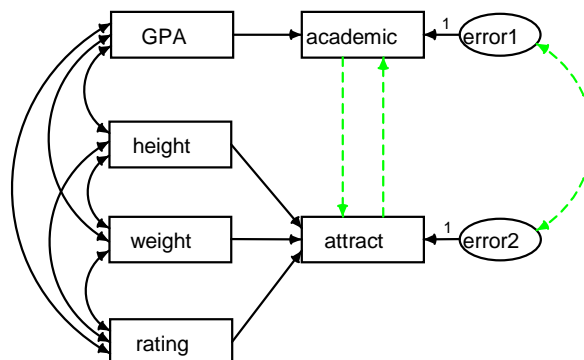 GPA
academic
1
error1
height
weight
attract
1
error2
rating